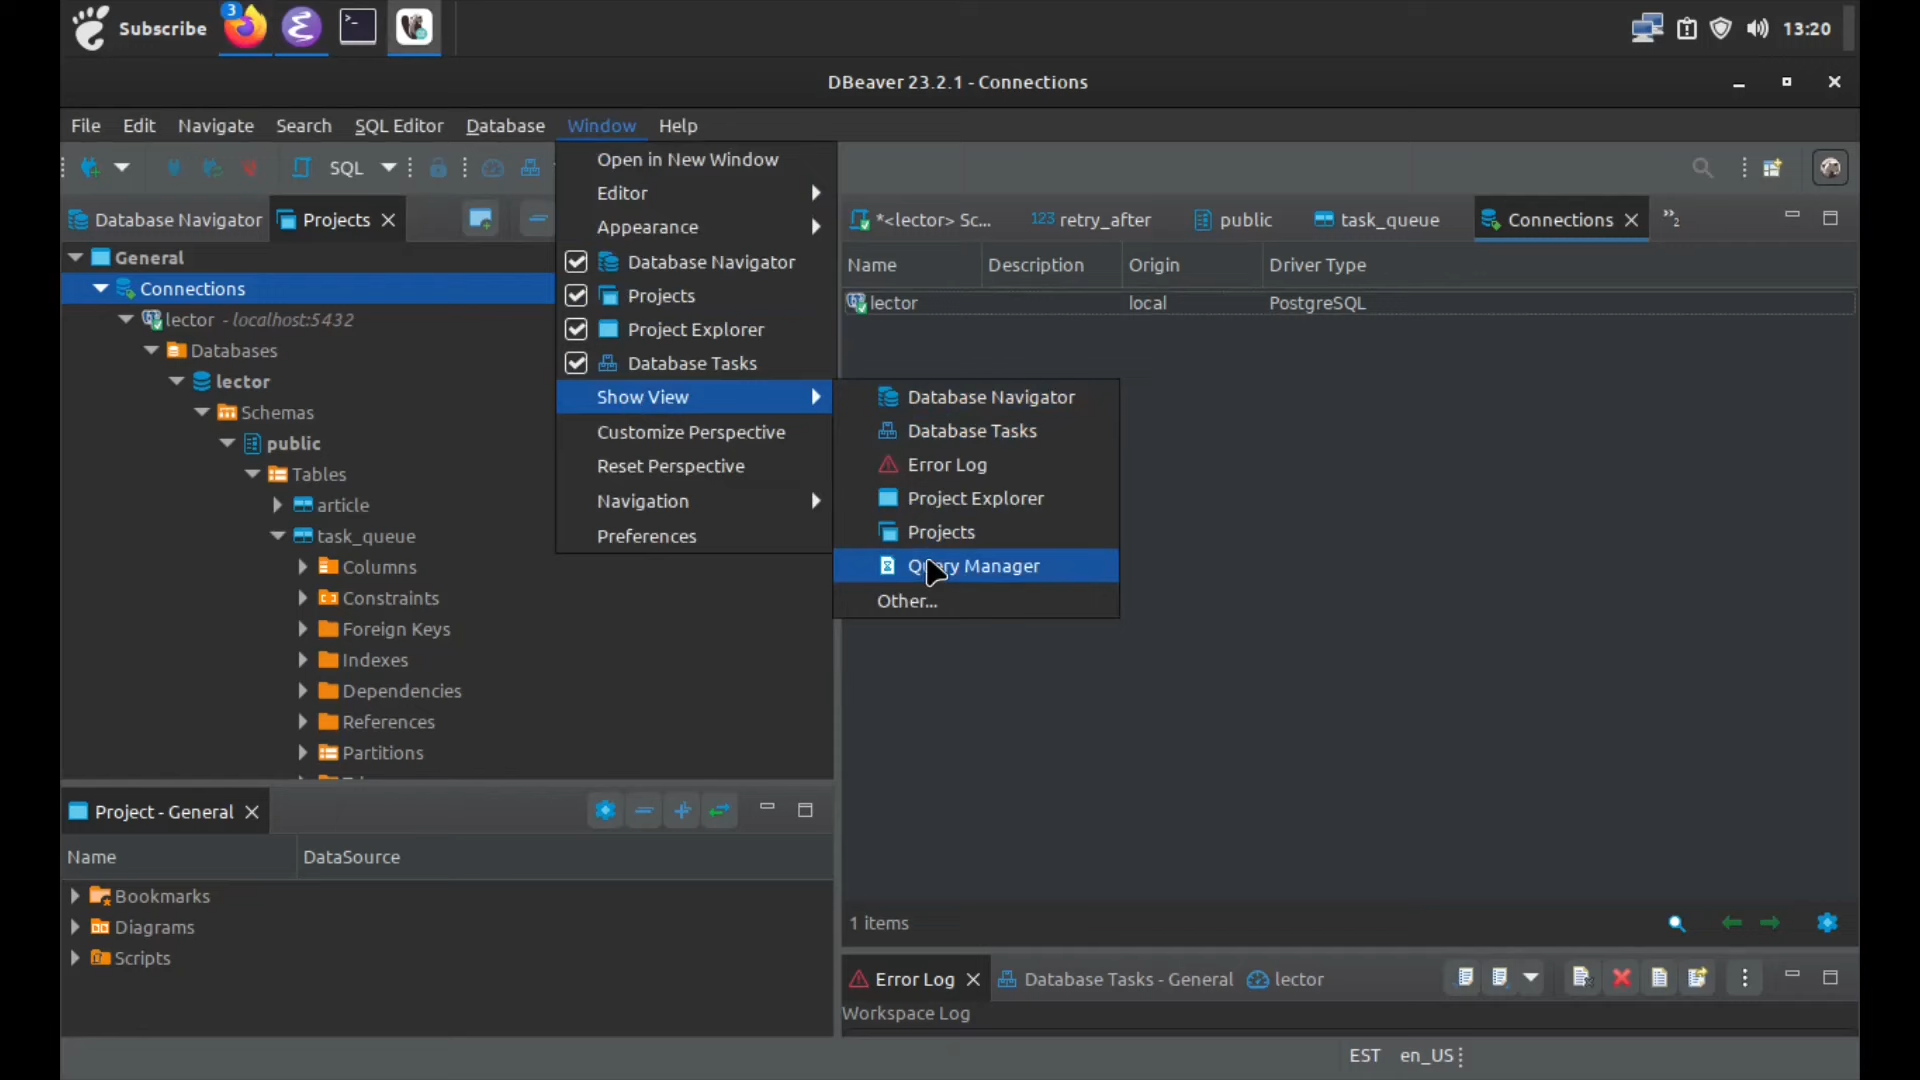 3
Subscribe
13:20
DBeaver 23.2.1 - Connections
File Edit Navigate Search SQL Editor Database Window Help
SQL
Database Navigator
Projects
*<lector> Sc...
123 retry_after
public
task_queue
Connections
»2
General
Connections
lector - localhost:5432
Databases
lector
Schemas
public
Tables
article
task_queue
Columns
Constraints
Foreign Keys
Indexes
Dependencies
References
Partitions
Open in New Window
Editor
Appearance
Database Navigator
Projects
Project Explorer
Database Tasks
Show View
Customize Perspective
Reset Perspective
Navigation
Preferences
Database Navigator
Database Tasks
Error Log
Project Explorer
Projects
Query Manager
Other...
Name Description Origin Driver Type
lector local PostgreSQL
1 items
Project - General
Name DataSource
Bookmarks
Diagrams
Scripts
Error Log
Database Tasks - General
lector
Workspace Log
EST en_US